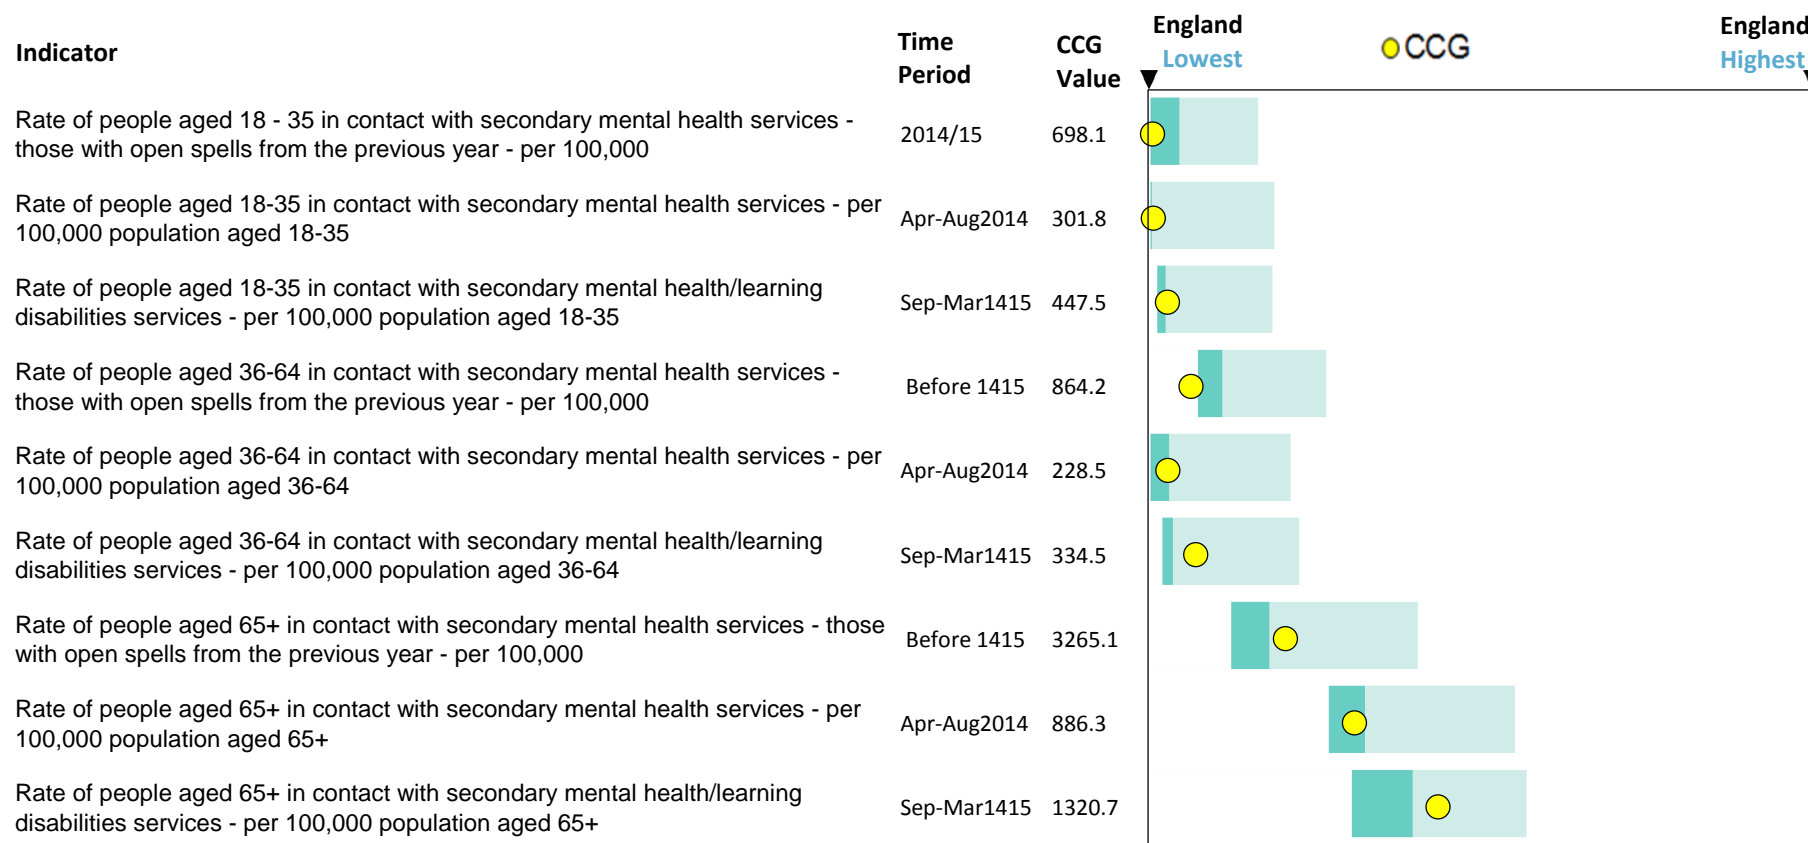 Indicator
Time
Period
CCG
Value
England
Lowest
CCG
England
Highest
Rate of people aged 18 - 35 in contact with secondary mental health services -
those with open spells from the previous year - per 100,000
2014/15
698.1
Rate of people aged 18-35 in contact with secondary mental health services - per
100,000 population aged 18-35
Apr-Aug2014
301.8
Rate of people aged 18-35 in contact with secondary mental health/learning
disabilities services - per 100,000 population aged 18-35
Sep-Mar1415
447.5
Rate of people aged 36-64 in contact with secondary mental health services -
those with open spells from the previous year - per 100,000
Before 1415
864.2
Rate of people aged 36-64 in contact with secondary mental health services - per
100,000 population aged 36-64
Apr-Aug2014
228.5
Rate of people aged 36-64 in contact with secondary mental health/learning
disabilities services - per 100,000 population aged 36-64
Sep-Mar1415
334.5
Rate of people aged 65+ in contact with secondary mental health services - those
with open spells from the previous year - per 100,000
Before 1415
3265.1
Rate of people aged 65+ in contact with secondary mental health services - per
100,000 population aged 65+
Apr-Aug2014
886.3
Rate of people aged 65+ in contact with secondary mental health/learning
disabilities services - per 100,000 population aged 65+
Sep-Mar1415
1320.7